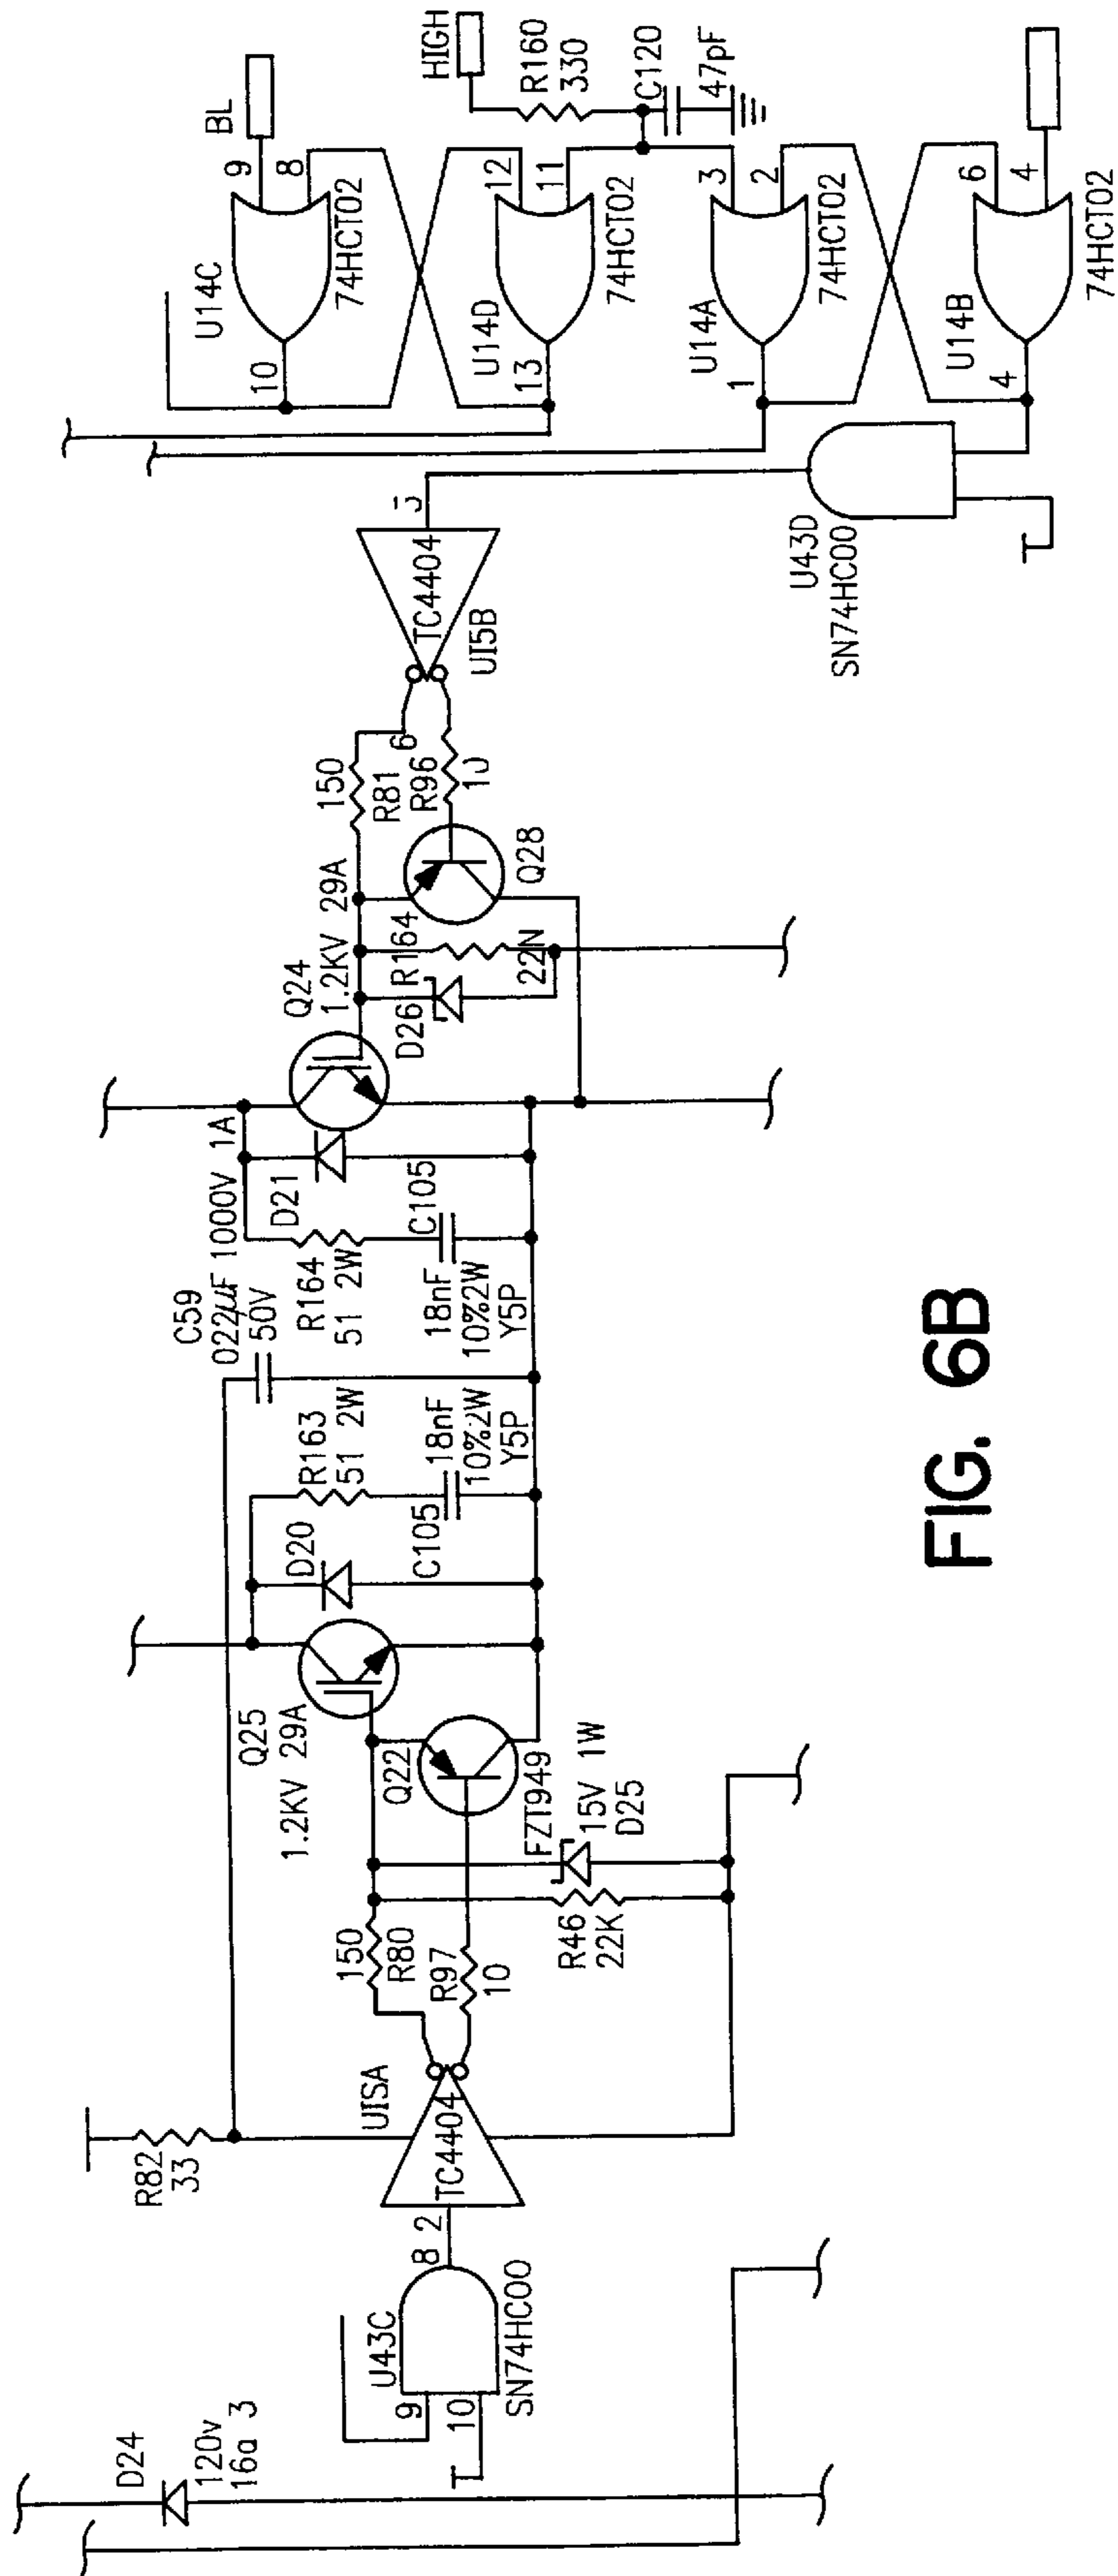 D24
120v
16a 3
U43C
9
10
8
2
SN74HC00
R82
33
UISA
TC4404
150
R80
R97
10
R46
22K
Q25
1.2KV 29A
Q22
FZT949
15V 1W
D25
D20
R163
51 2W
C105
18nF
10%2W
Y5P
C59
022µF
50V
1000V 1A
D21
R164
51 2W
C105
18nF
10%2W
Y5P
Q24
1.2KV 29A
D26
R164
22N
Q28
150
R81
6
R96
10
TC4404
UI5B
U43D
SN74HC00
U14C
10
9
8
BL
74HCT02
U14D
13
12
11
74HCT02
HIGH
R160
330
C120
47pF
U14A
1
3
2
74HCT02
U14B
4
6
4
74HCT02
FIG. 6B